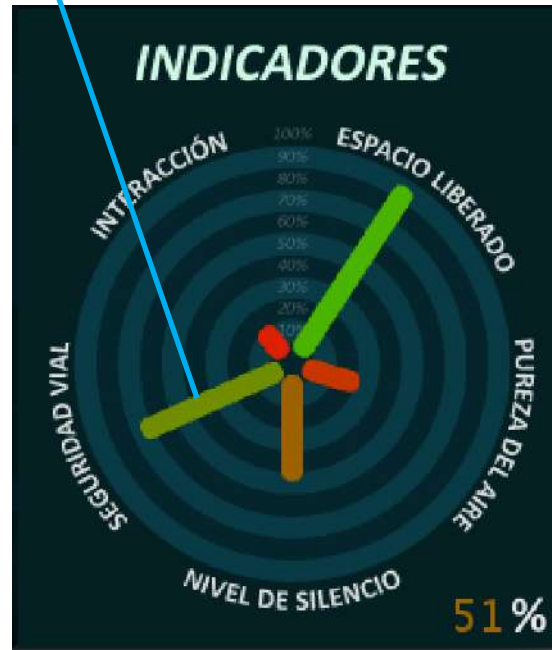 INDICADORES
INTERACCIÓN
ESPACIO LIBERADO
100%
90%
80%
70%
60%
50%
40%
30%
20%
10%
SEGURIDAD VIAL
PUREZA DEL AIRE
NIVEL DE SILENCIO
51%